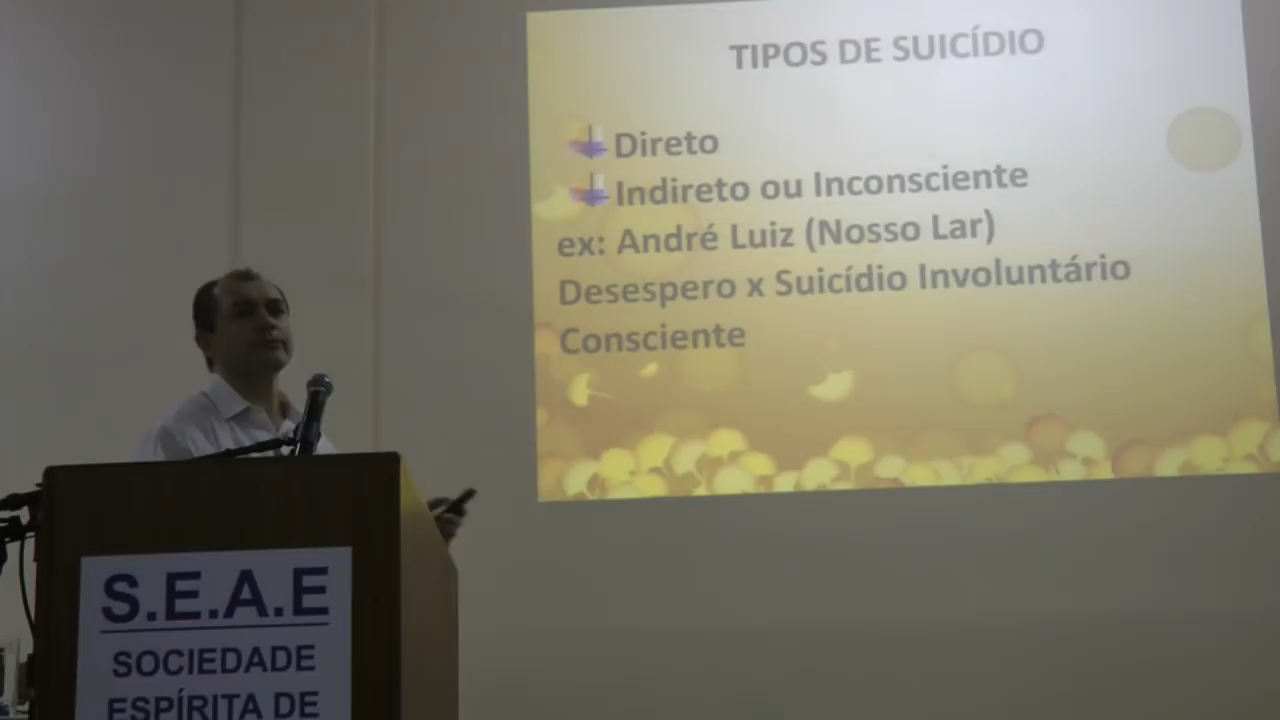 TIPOS DE SUICÍDIO
Direto
Indireto ou Inconsciente
ex: André Luiz (Nosso Lar)
Desespero x Suicídio Involuntário
Consciente
S.E.A.E
SOCIEDADE
ESPÍRITA DE